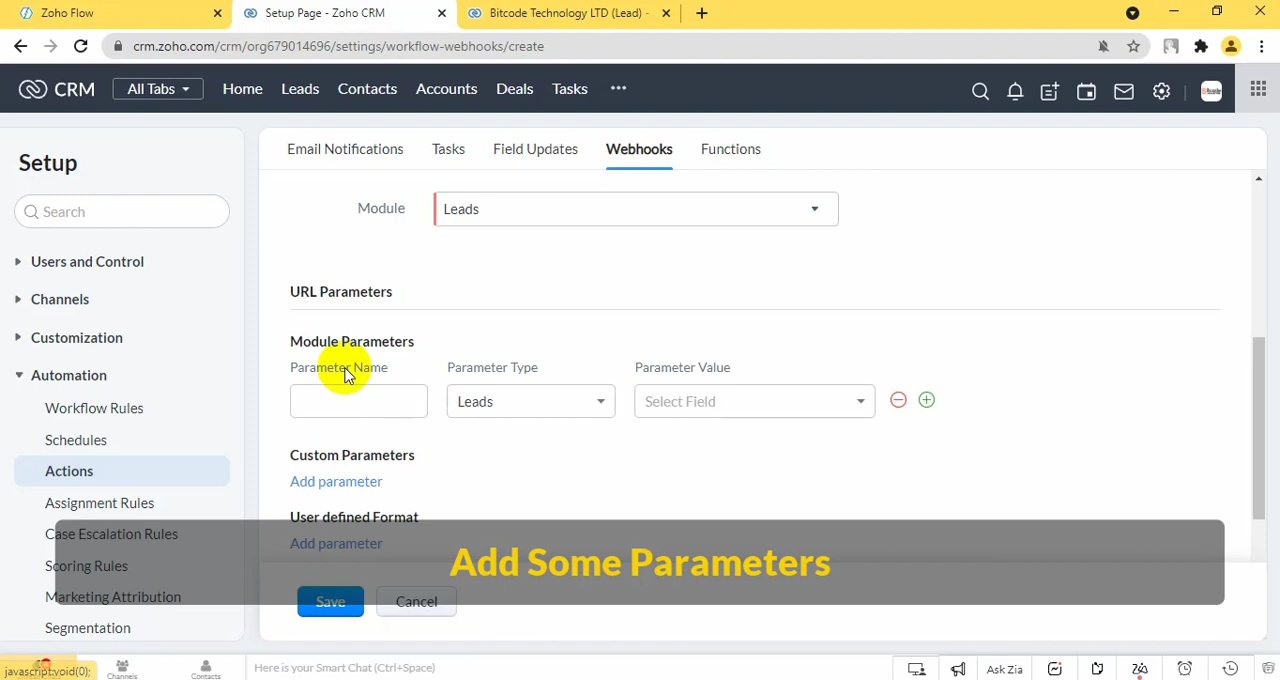 Zoho Flow
Setup Page - Zoho CRM
Bitcode Technology LTD (Lead) -
crm.zoho.com/crm/org679014696/settings/workflow-webhooks/create
CRM
All Tabs
Home
Leads
Contacts
Accounts
Deals
Tasks
Setup
Search
Users and Control
Channels
Customization
Automation
Workflow Rules
Schedules
Actions
Assignment Rules
Case Escalation Rules
Scoring Rules
Marketing Attribution
Segmentation
Email Notifications
Tasks
Field Updates
Webhooks
Functions
Module
Leads
URL Parameters
Module Parameters
Parameter Name
Parameter Type
Parameter Value
Leads
Select Field
Custom Parameters
Add parameter
User defined Format
Add parameter
Add Some Parameters
Save
Cancel
javascript:void(0);
Channels
Contacts
Here is your Smart Chat (Ctrl+Space)
Ask Zia